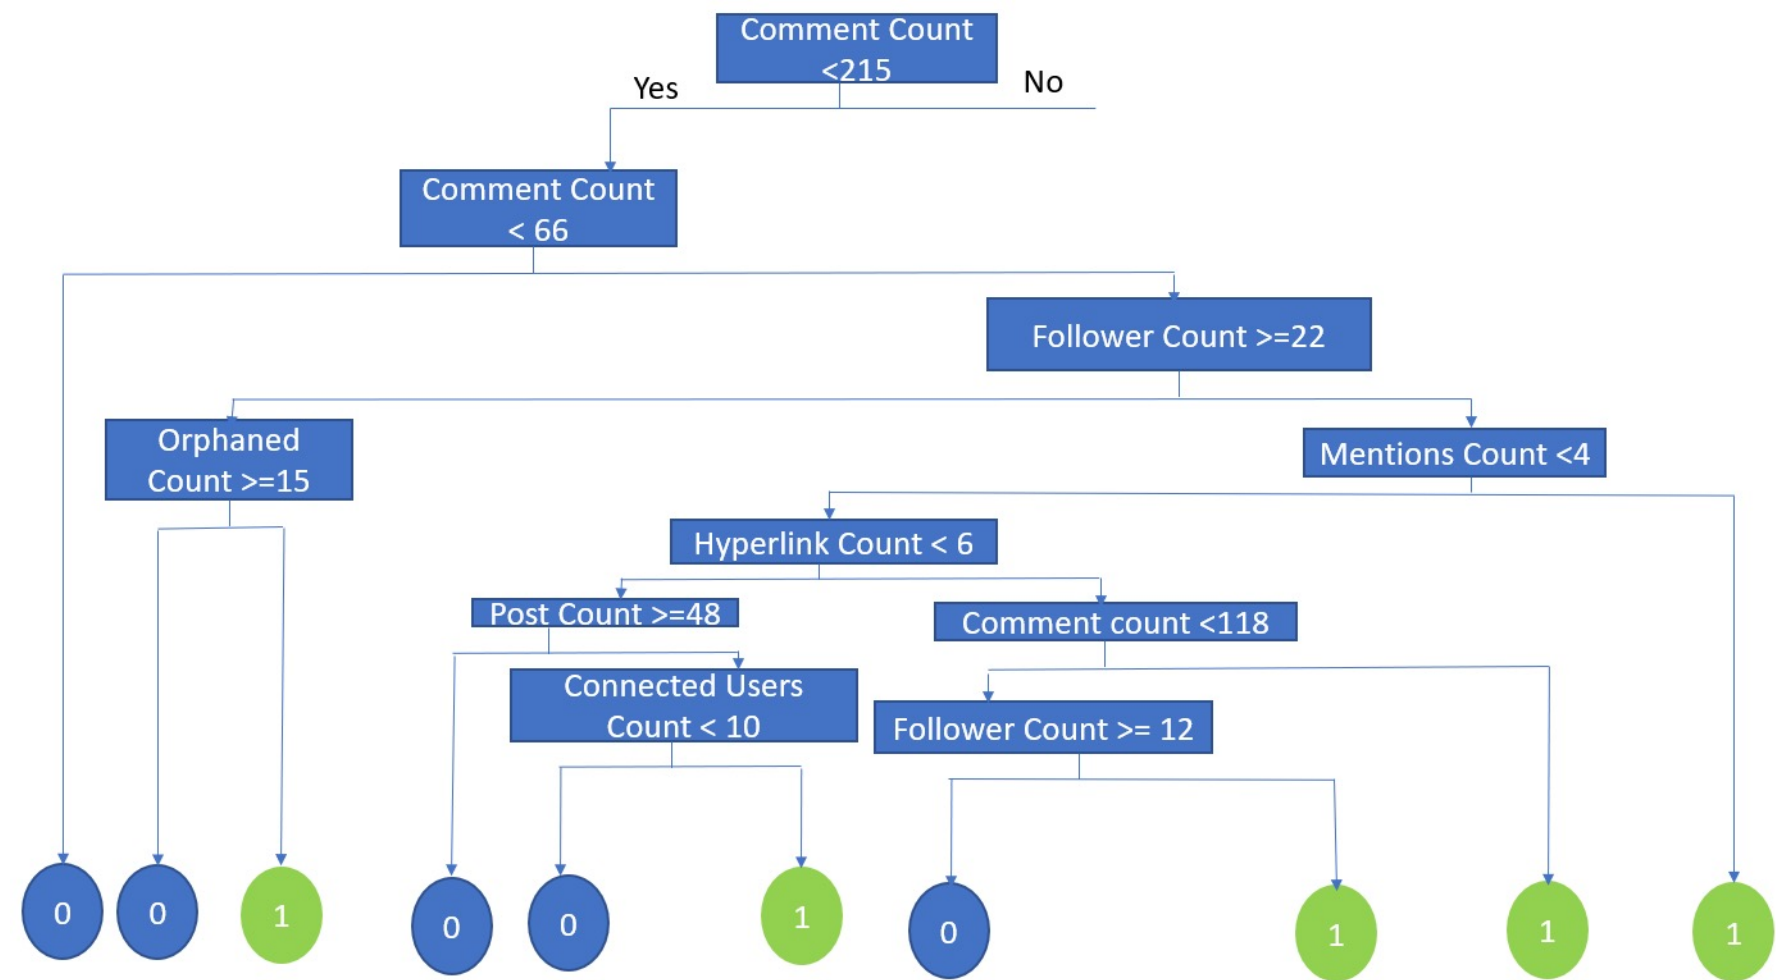 Comment Count
<215
Yes
No
Comment Count
< 66
Follower Count >=22
Orphaned
Count >=15
Mentions Count <4
Hyperlink Count < 6
Post Count >=48
Comment count <118
Connected Users
Count < 10
Follower Count >= 12
0
0
1
0
0
1
0
1
1
1